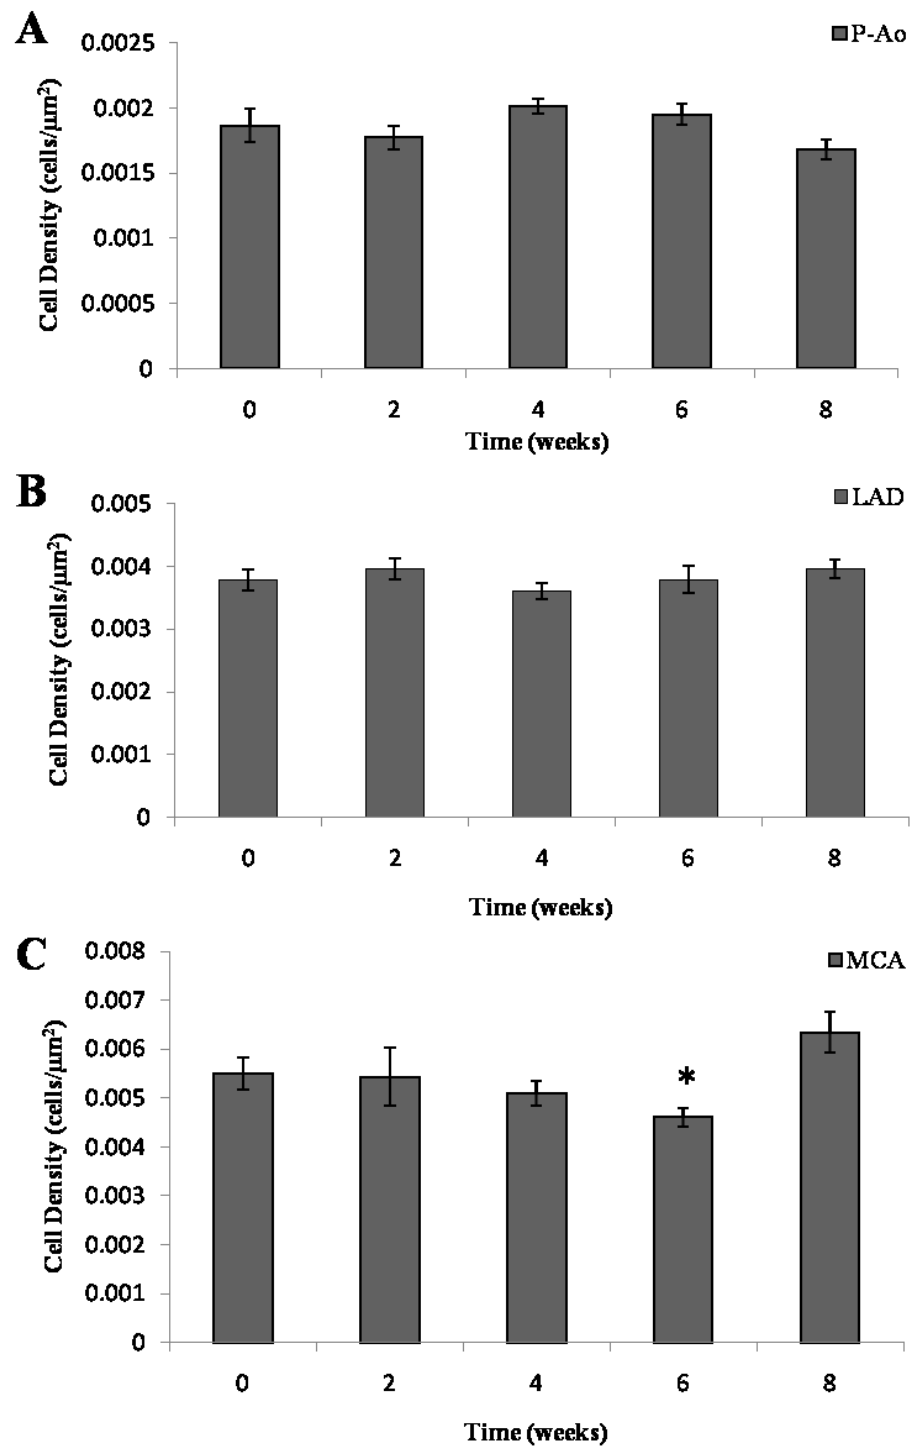 A
P-Ao
Cell Density (cells/µm²)
0.0025
0.002
0.0015
0.001
0.0005
0
0 2 4 6 8
Time (weeks)
B
LAD
Cell Density (cells/µm²)
0.005
0.004
0.003
0.002
0.001
0
0 2 4 6 8
Time (weeks)
C
MCA
Cell Density (cells/µm²)
0.008
0.007
0.006
0.005
0.004
0.003
0.002
0.001
0
*
0 2 4 6 8
Time (weeks)